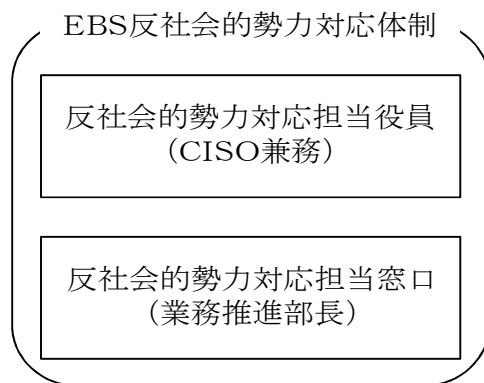 EBS反社会的勢力対応体制
反社会的勢力対応担当役員
（CISO兼務）
反社会的勢力対応担当窓口
（業務推進部長）